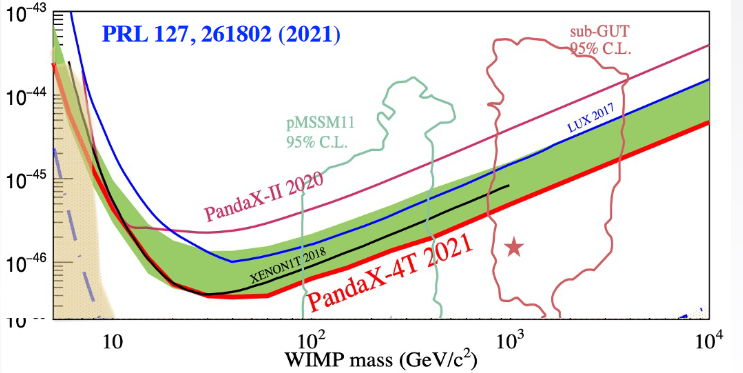 10⁻⁴³
PRL 127, 261802 (2021)
sub-GUT
95% C.L.
10⁻⁴⁴
pMSSM11
95% C.L.
LUX 2017
10⁻⁴⁵
PandaX-II 2020
10⁻⁴⁶
XENON1T 2018
PandaX-4T 2021
10
10²
10³
10⁴
WIMP mass (GeV/c²)